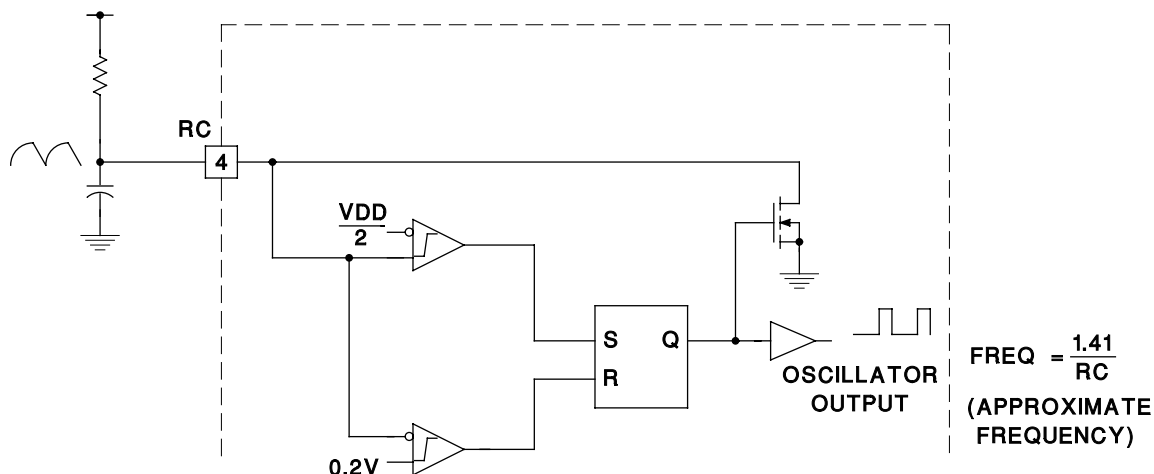 RC
4
VDD
2
S
Q
R
OSCILLATOR
OUTPUT
FREQ = 1.41
RC
(APPROXIMATE
FREQUENCY)
0.2V